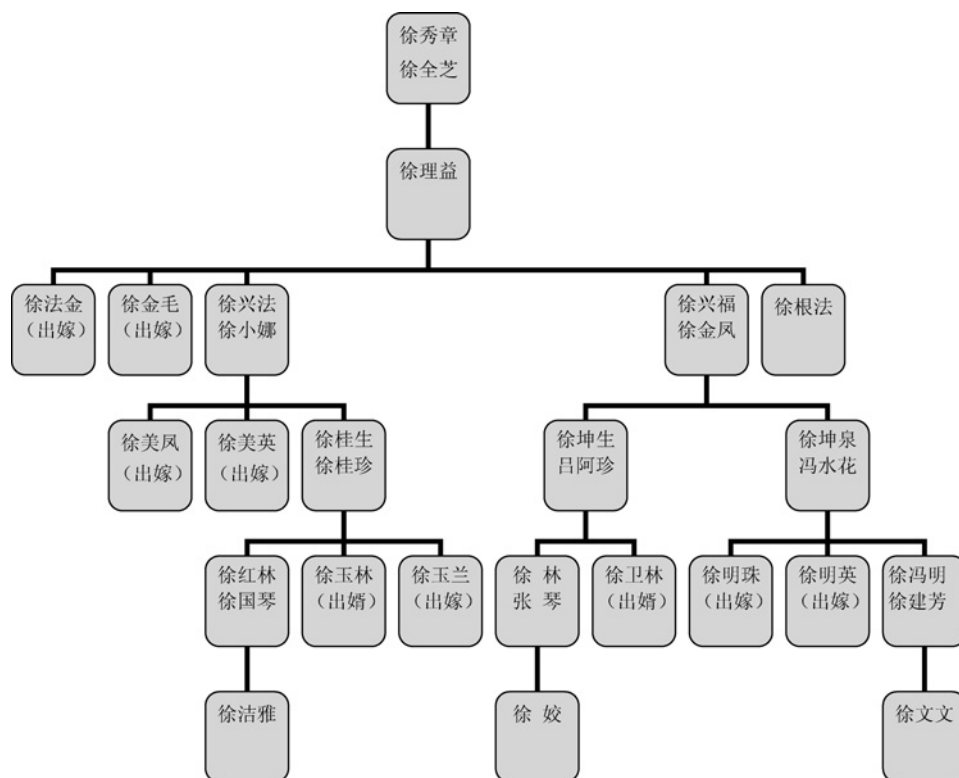 徐秀章
徐全芝
徐理益
徐法金
（出嫁）
徐金毛
（出嫁）
徐兴法
徐小娜
徐兴福
徐金凤
徐根法
徐美凤
（出嫁）
徐美英
（出嫁）
徐桂生
徐桂珍
徐坤生
吕阿珍
徐坤泉
冯水花
徐红林
徐国琴
徐玉林
（出婿）
徐玉兰
（出嫁）
徐 林
张 琴
徐卫林
（出婿）
徐明珠
（出嫁）
徐明英
（出嫁）
徐冯明
徐建芳
徐洁雅
徐 姣
徐文文